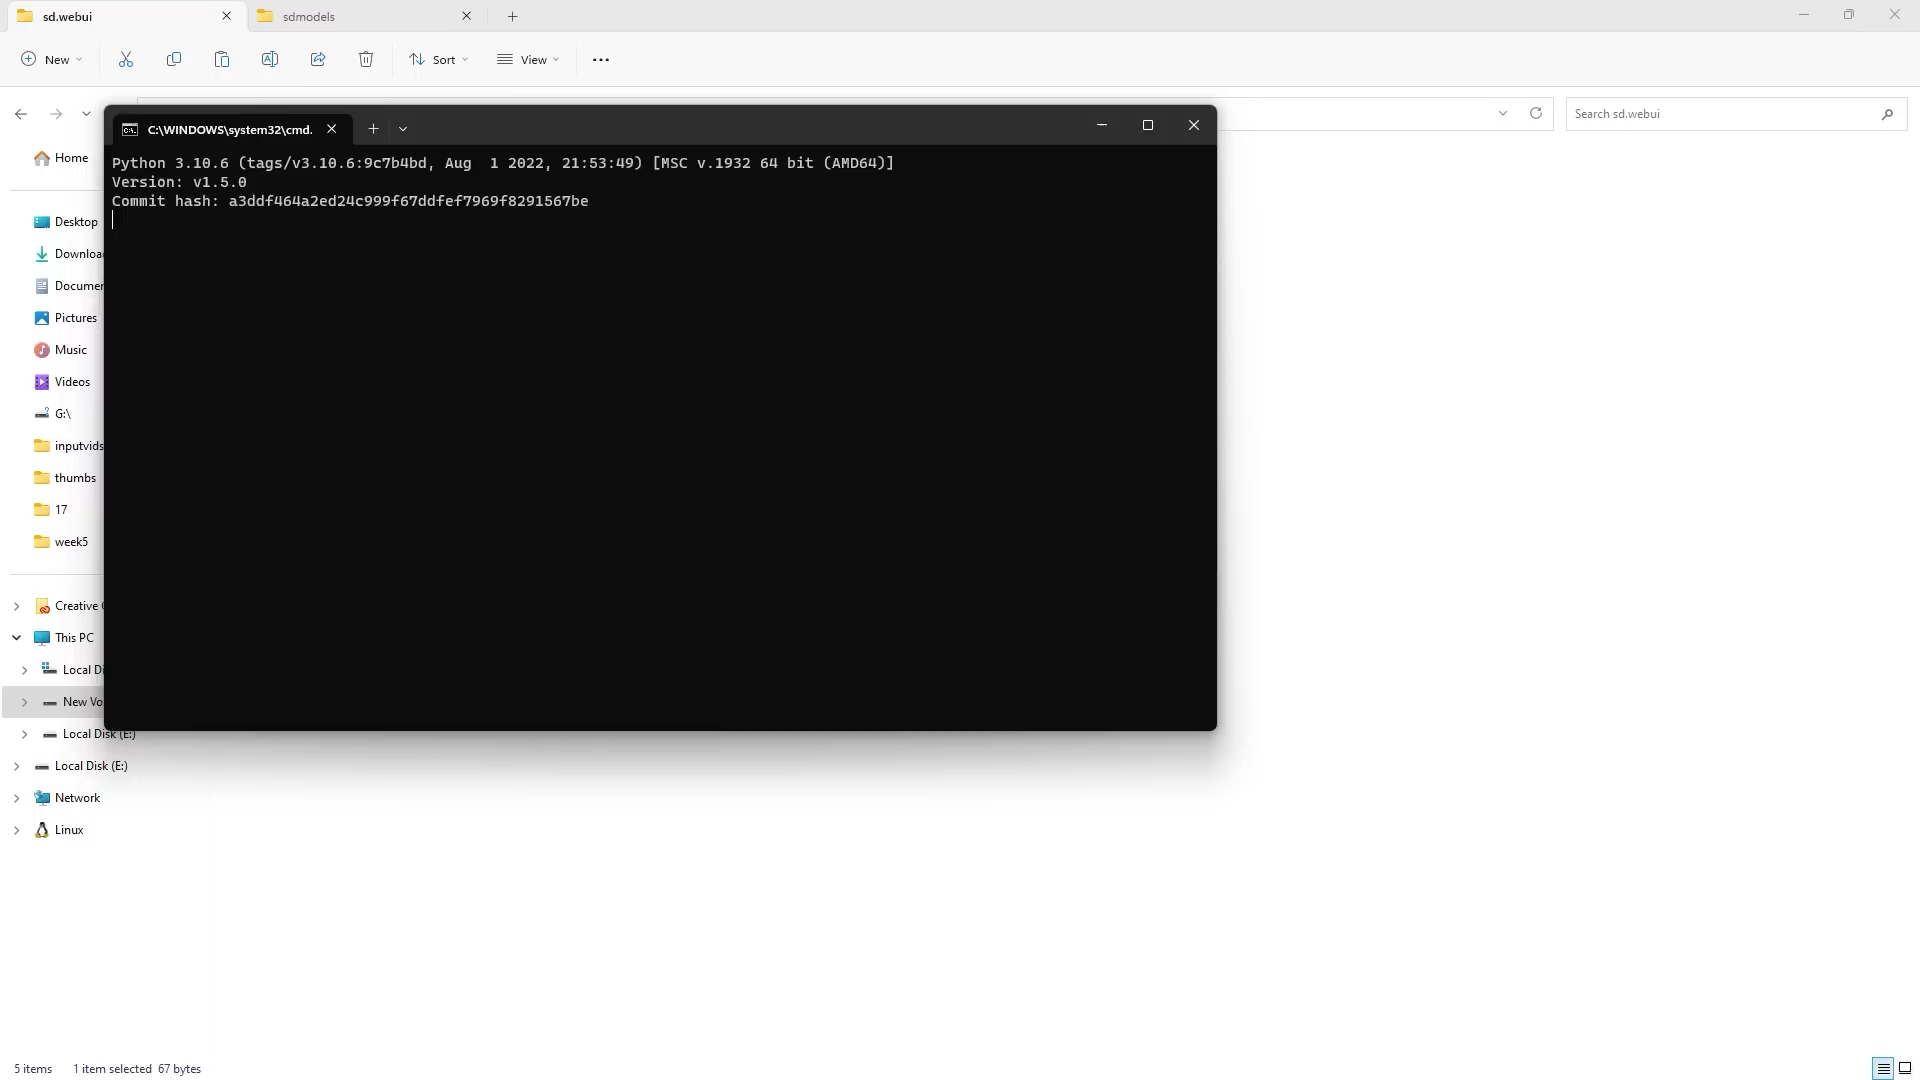 sd.webui
sdmodels
New
Sort
View
Search sd.webui
C:\WINDOWS\system32\cmd.
Python 3.10.6 (tags/v3.10.6:9c7b4bd, Aug  1 2022, 21:53:49) [MSC v.1932 64 bit (AMD64)]
Version: v1.5.0
Commit hash: a3ddf464a2ed24c999f67ddfef7969f8291567be
Home
Desktop
Downloa
Documen
Pictures
Music
Videos
G:\
inputvids
thumbs
17
week5
Creative
This PC
Local Di
New Vo
Local Disk (E:)
Local Disk (E:)
Network
Linux
5 items
1 item selected 67 bytes